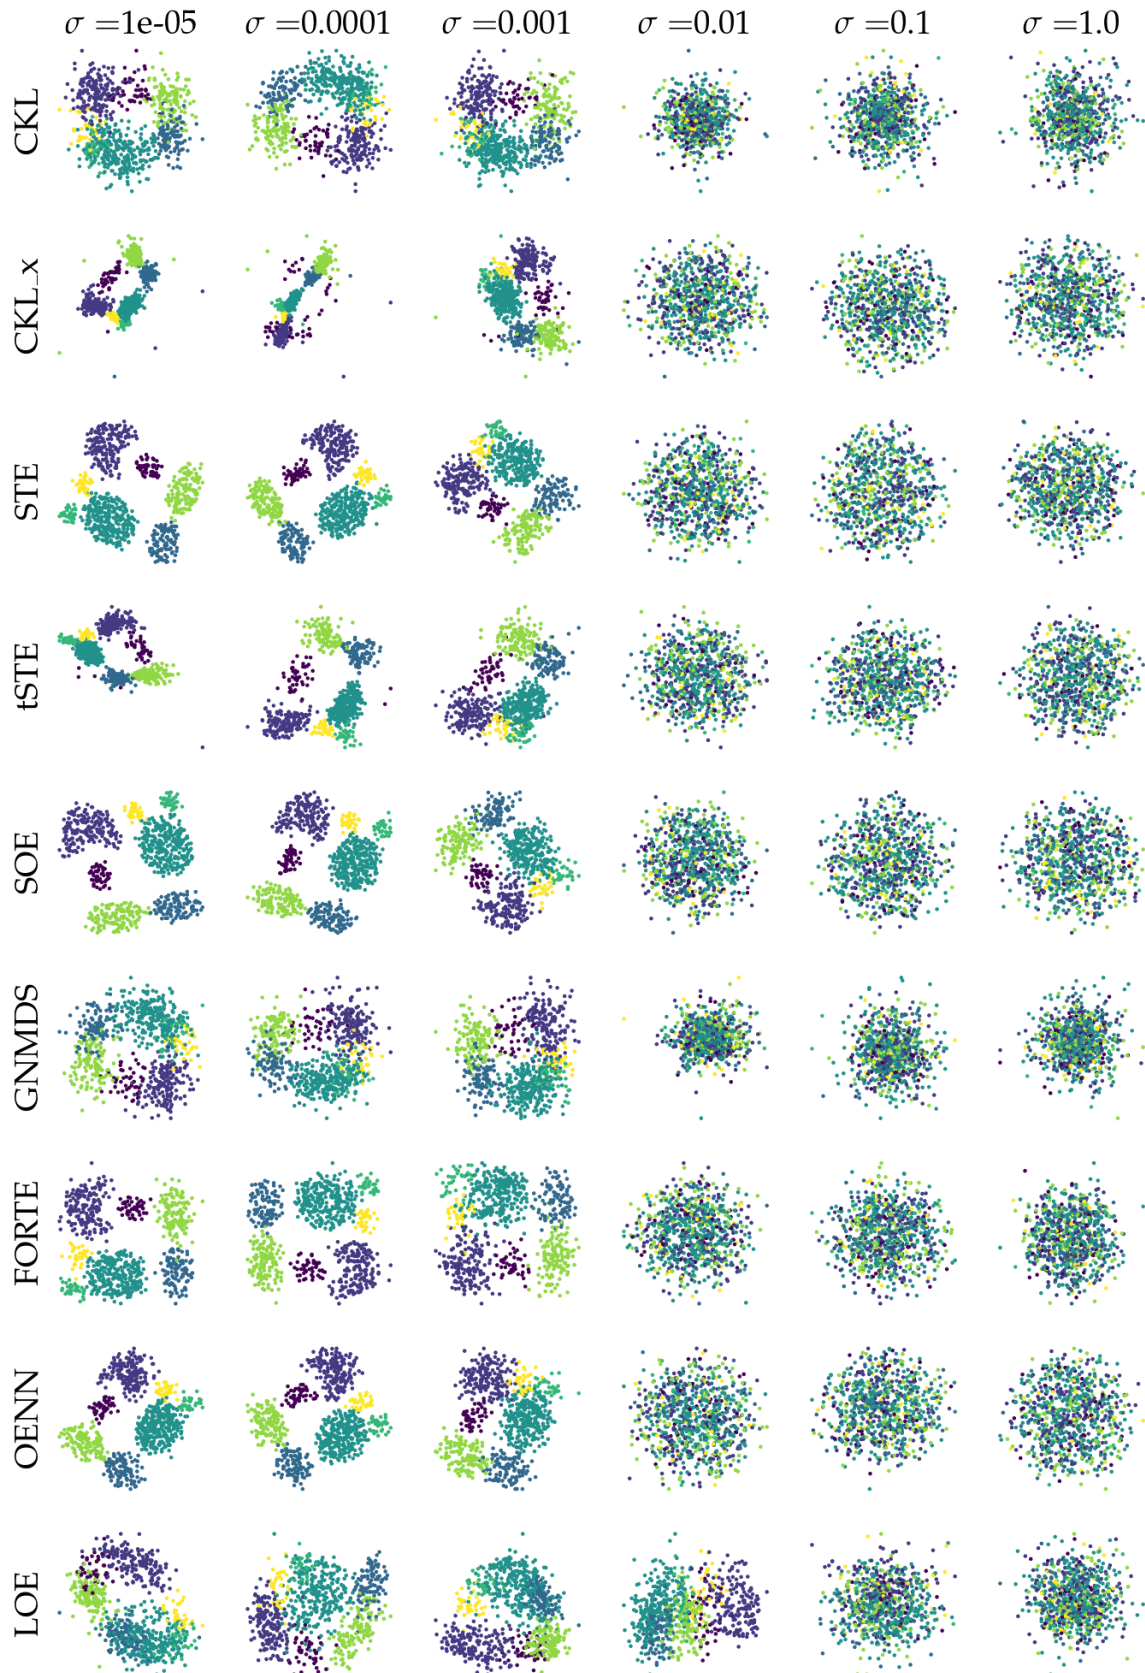 σ =1e-05 σ =0.0001 σ =0.001 σ =0.01 σ =0.1 σ =1.0
CKL
CKL_x
STE
tSTE
SOE
GNMDS
FORTE
OENN
LOE